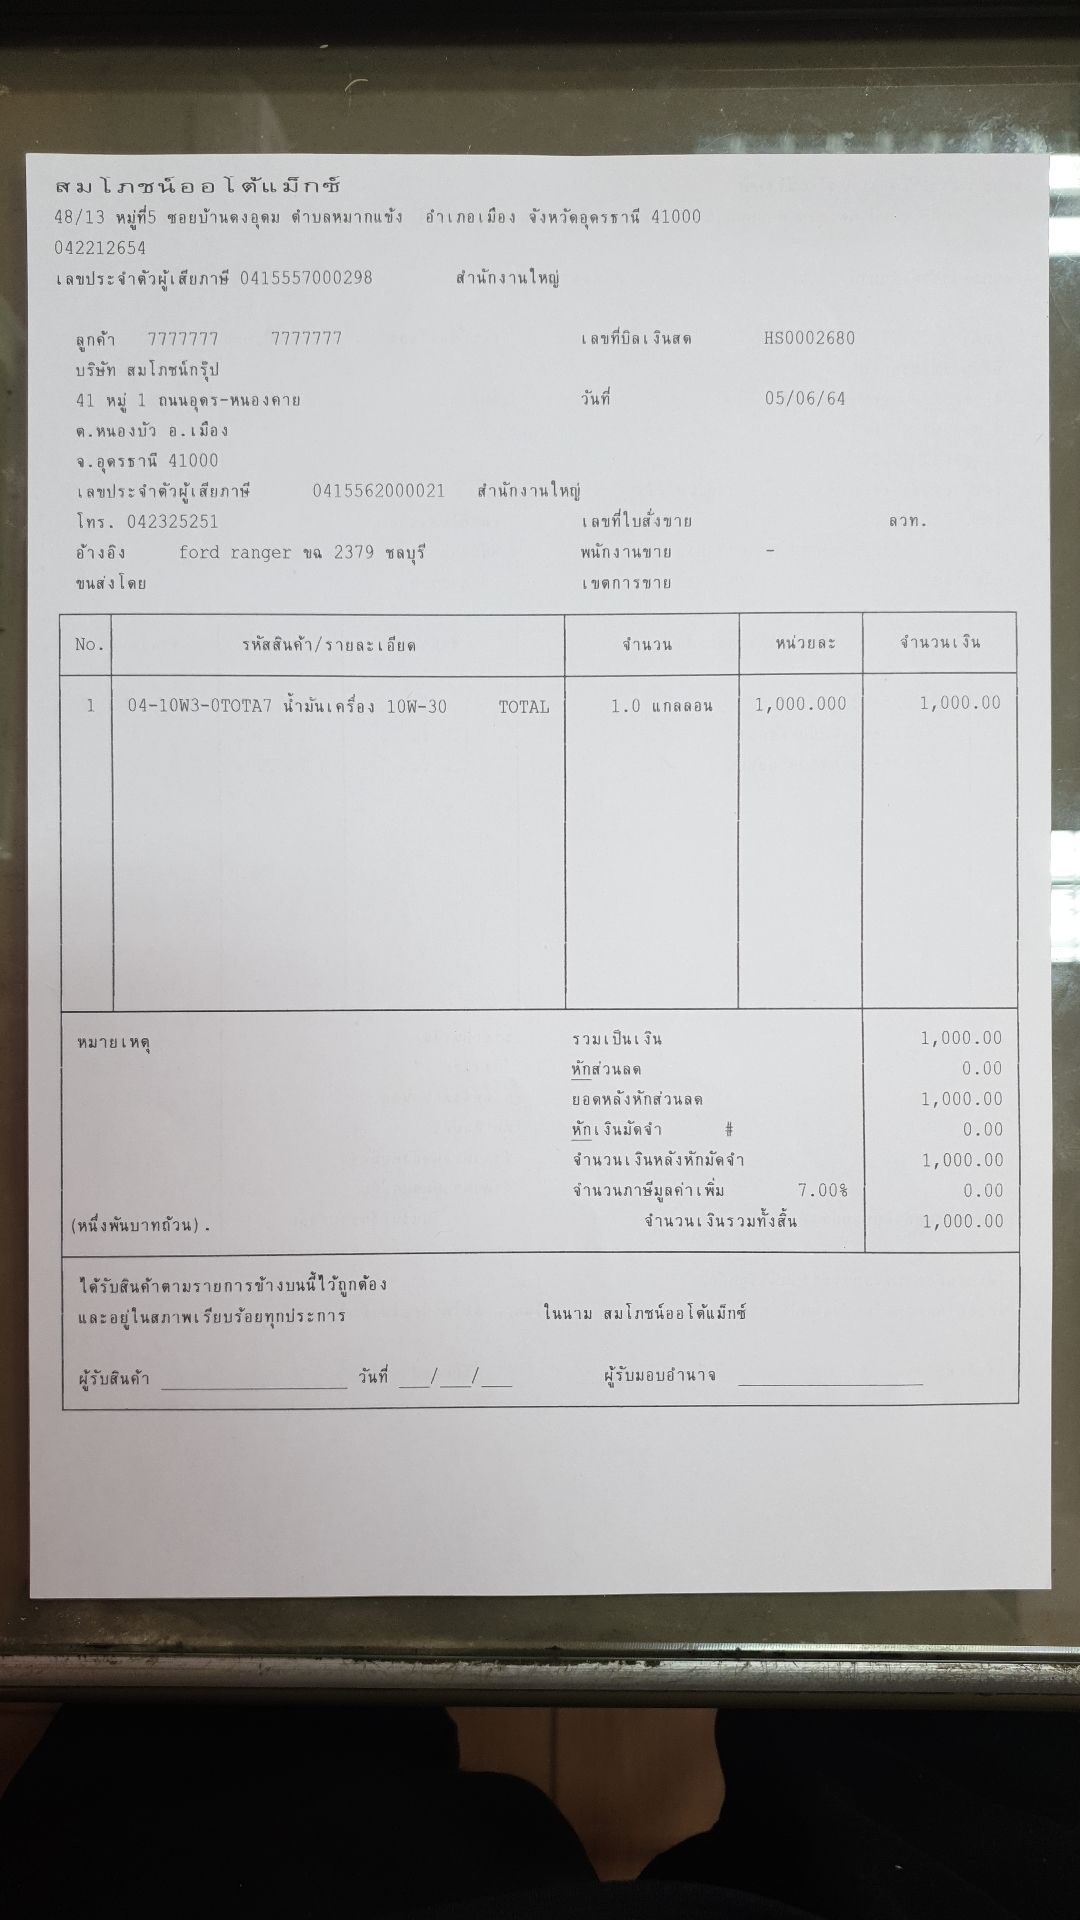 สมโภชน์ออโต้แม็กซ์
48/13 หมู่ที่5 ซอยบ้านดงอุดม ตำบลหมากแข้ง อำเภอเมือง จังหวัดอุดรธานี 41000
042212654
เลขประจำตัวผู้เสียภาษี 0415557000298 สำนักงานใหญ่
ลูกค้า 7777777 7777777 เลขที่บิลเงินสด HS0002680
บริษัท สมโภชน์กรุ๊ป
41 หมู่ 1 ถนนอุดร-หนองคาย วันที่ 05/06/64
ต.หนองบัว อ.เมือง
จ.อุดรธานี 41000
เลขประจำตัวผู้เสียภาษี 0415562000021 สำนักงานใหญ่
โทร. 042325251 เลขที่ใบสั่งขาย ลวท.
อ้างอิง ford ranger ขฉ 2379 ชลบุรี พนักงานขาย -
ขนส่งโดย เขตการขาย
No. รหัสสินค้า/รายละเอียด จำนวน หน่วยละ จำนวนเงิน
1 04-10W3-0TOTA7 น้ำมันเครื่อง 10W-30 TOTAL 1.0 แกลลอน 1,000.000 1,000.00
หมายเหตุ รวมเป็นเงิน 1,000.00
หักส่วนลด 0.00
ยอดหลังหักส่วนลด 1,000.00
หักเงินมัดจำ # 0.00
จำนวนเงินหลังหักมัดจำ 1,000.00
จำนวนภาษีมูลค่าเพิ่ม 7.00% 0.00
(หนึ่งพันบาทถ้วน). จำนวนเงินรวมทั้งสิ้น 1,000.00
ได้รับสินค้าตามรายการข้างบนนี้ไว้ถูกต้อง
และอยู่ในสภาพเรียบร้อยทุกประการ ในนาม สมโภชน์ออโต้แม็กซ์
ผู้รับสินค้า ____________ วันที่ __/__/__ ผู้รับมอบอำนาจ ____________